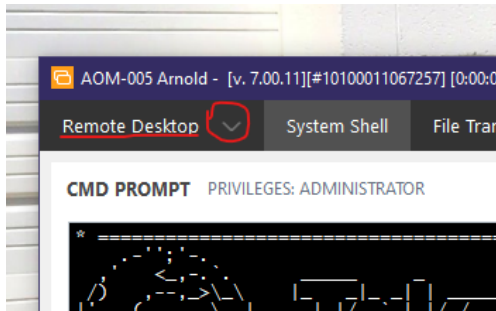 AOM-005 Arnold - [v. 7.00.11][#10100011067257] [0:00:0
Remote Desktop System Shell File Tran
CMD PROMPT PRIVILEGES: ADMINISTRATOR